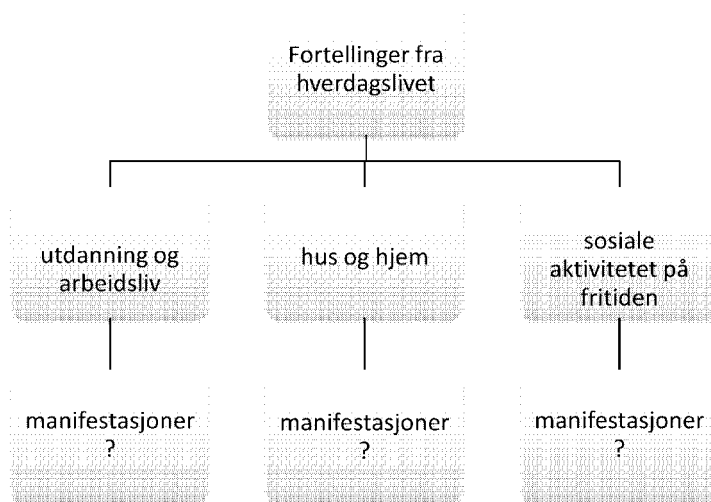 Fortellinger fra
hverdagslivet
utdanning og
arbeidsliv
hus og hjem
sosiale
aktivitetet på
fritiden
manifestasjoner
?
manifestasjoner
?
manifestasjoner
?